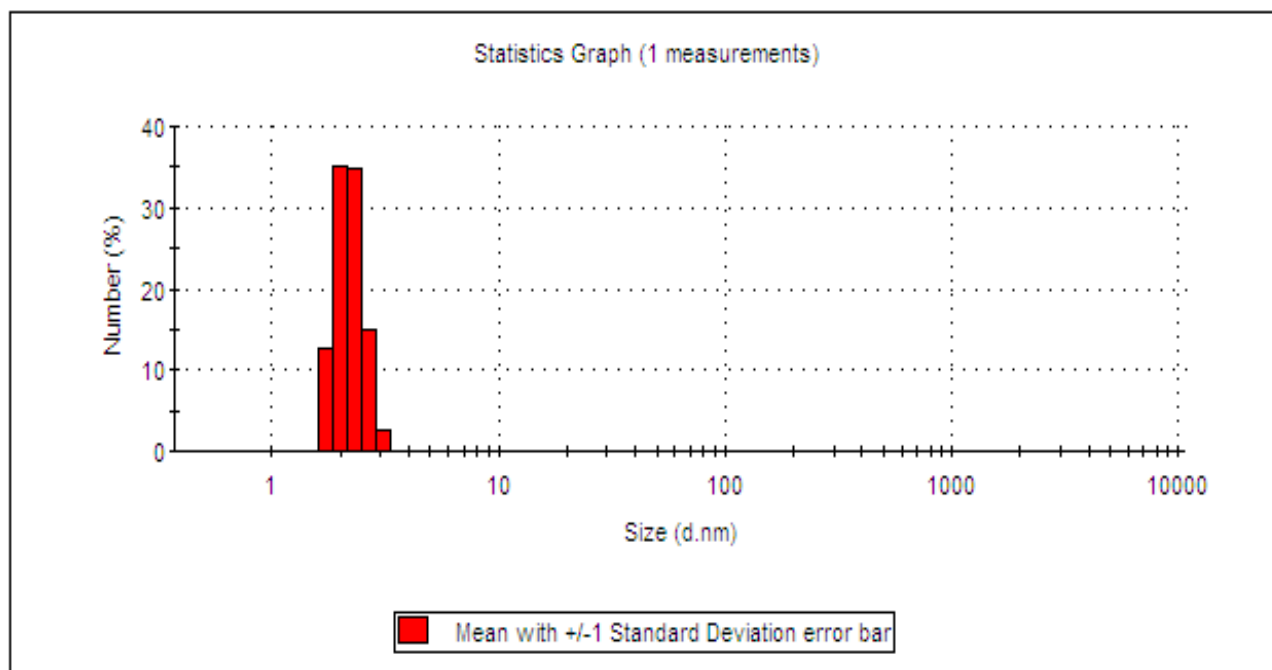 Statistics Graph (1 measurements)
Number (%)
40
30
20
10
0
1 10 100 1000 10000
Size (d.nm)
Mean with +/-1 Standard Deviation error bar